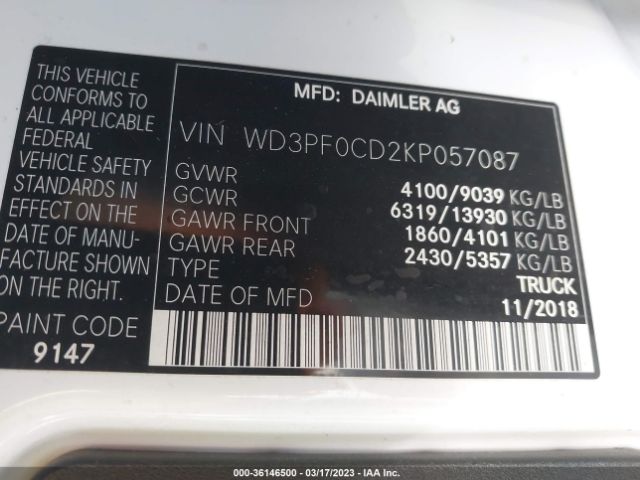 THIS VEHICLE
CONFORMS TO
ALL APPLICABLE
FEDERAL
VEHICLE SAFETY
STANDARDS IN
EFFECT ON THE
DATE OF MANU-
FACTURE SHOWN
ON THE RIGHT.
PAINT CODE
9147
MFD: DAIMLER AG
VIN WD3PF0CD2KP057087
GVWR 4100/9039 KG/LB
GCWR 6319/13930 KG/LB
GAWR FRONT 1860/4101 KG/LB
GAWR REAR 2430/5357 KG/LB
TYPE TRUCK
DATE OF MFD 11/2018
000-36146500 - 03/17/2023 - IAA Inc.